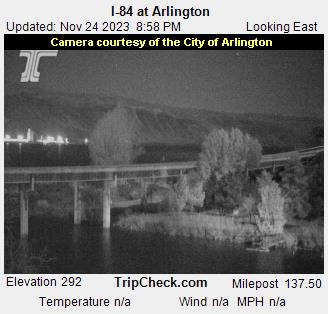 I-84 at Arlington
Updated: Nov 24 2023 8:58 PM Looking East
Camera courtesy of the City of Arlington
Elevation 292 TripCheck.com Milepost 137.50
Temperature n/a Wind n/a MPH n/a